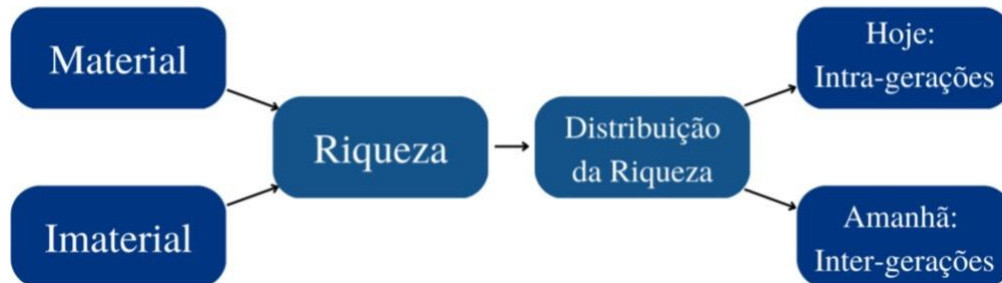 Material
Imaterial
Riqueza
Distribuição
da Riqueza
Hoje:
Intra-gerações
Amanhã:
Inter-gerações